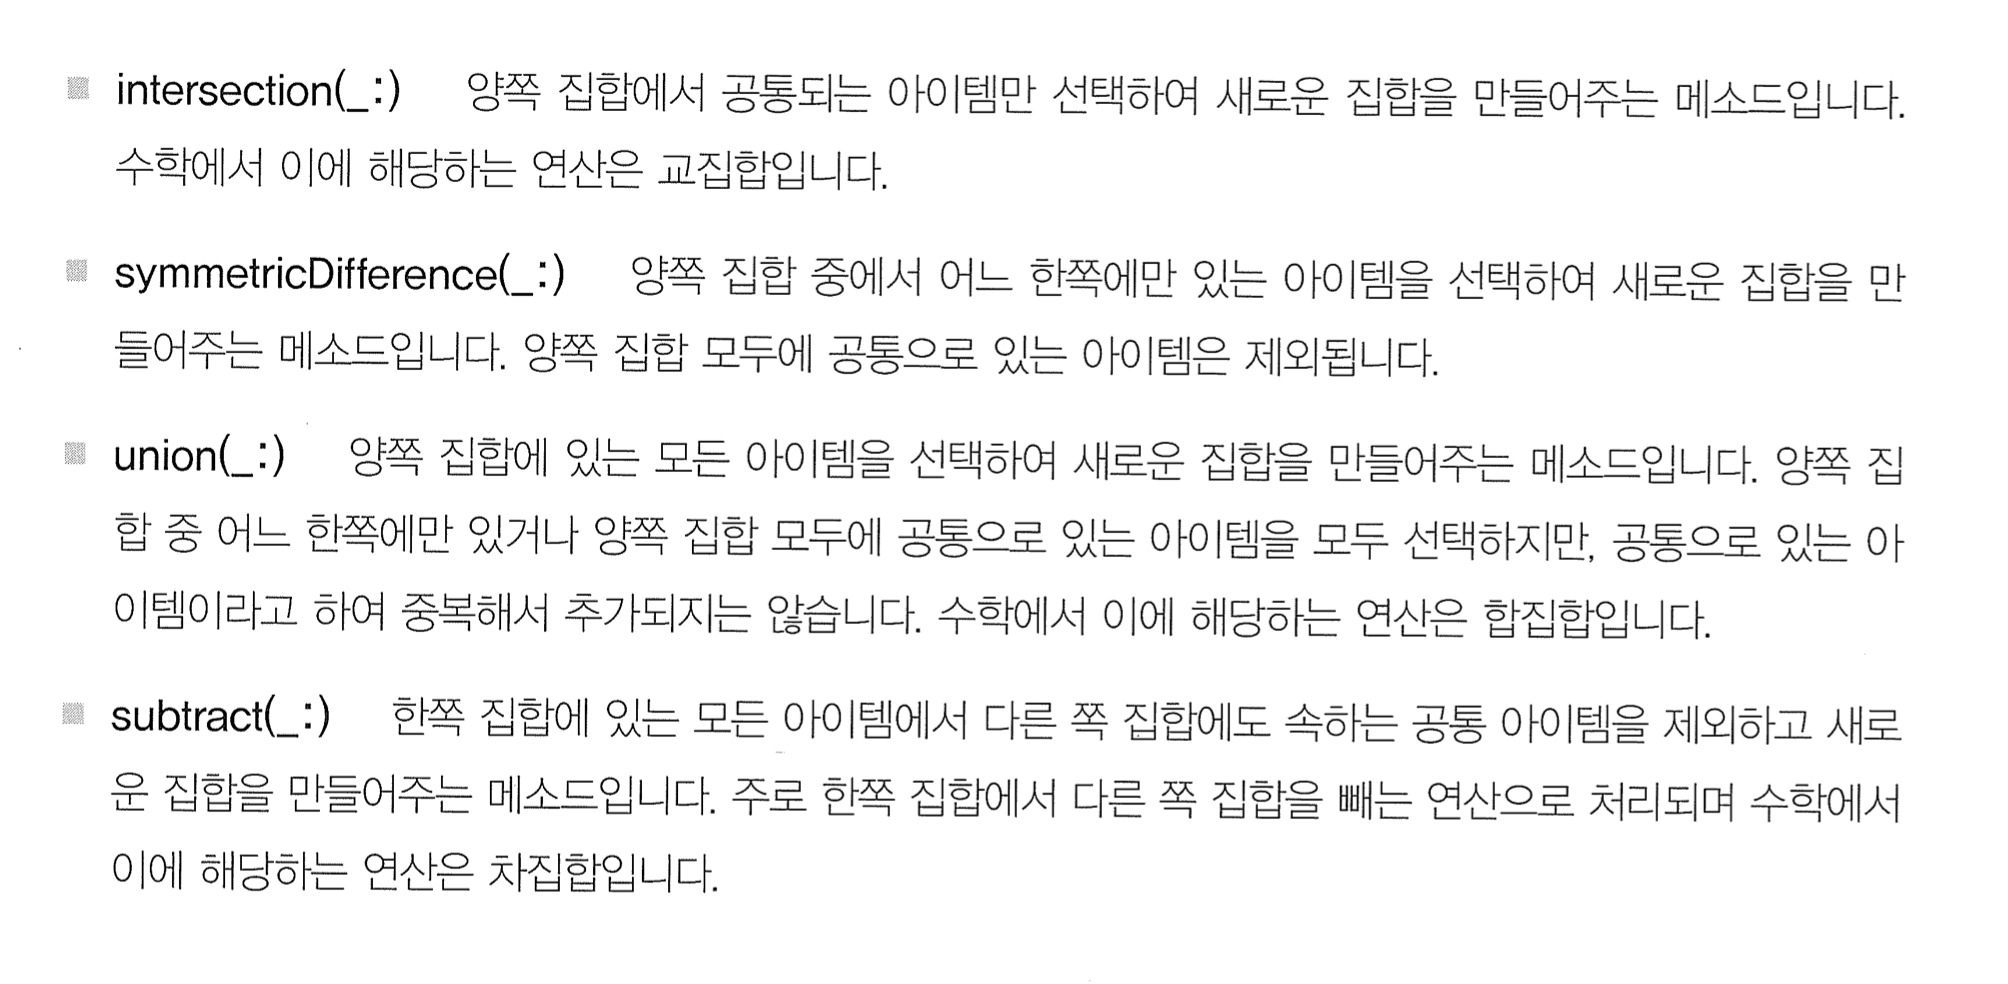 intersection(_:) 양쪽 집합에서 공통되는 아이템만 선택하여 새로운 집합을 만들어주는 메소드입니다.
수학에서 이에 해당하는 연산은 교집합입니다.
symmetricDifference(_:) 양쪽 집합 중에서 어느 한쪽에만 있는 아이템을 선택하여 새로운 집합을 만
들어주는 메소드입니다. 양쪽 집합 모두에 공통으로 있는 아이템은 제외됩니다.
union(_:) 양쪽 집합에 있는 모든 아이템을 선택하여 새로운 집합을 만들어주는 메소드입니다. 양쪽 집
합 중 어느 한쪽에만 있거나 양쪽 집합 모두에 공통으로 있는 아이템을 모두 선택하지만, 공통으로 있는 아
이템이라고 하여 중복해서 추가되지는 않습니다. 수학에서 이에 해당하는 연산은 합집합입니다.
subtract(_:) 한쪽 집합에 있는 모든 아이템에서 다른 쪽 집합에도 속하는 공통 아이템을 제외하고 새로
운 집합을 만들어주는 메소드입니다. 주로 한쪽 집합에서 다른 쪽 집합을 빼는 연산으로 처리되며 수학에서
이에 해당하는 연산은 차집합입니다.